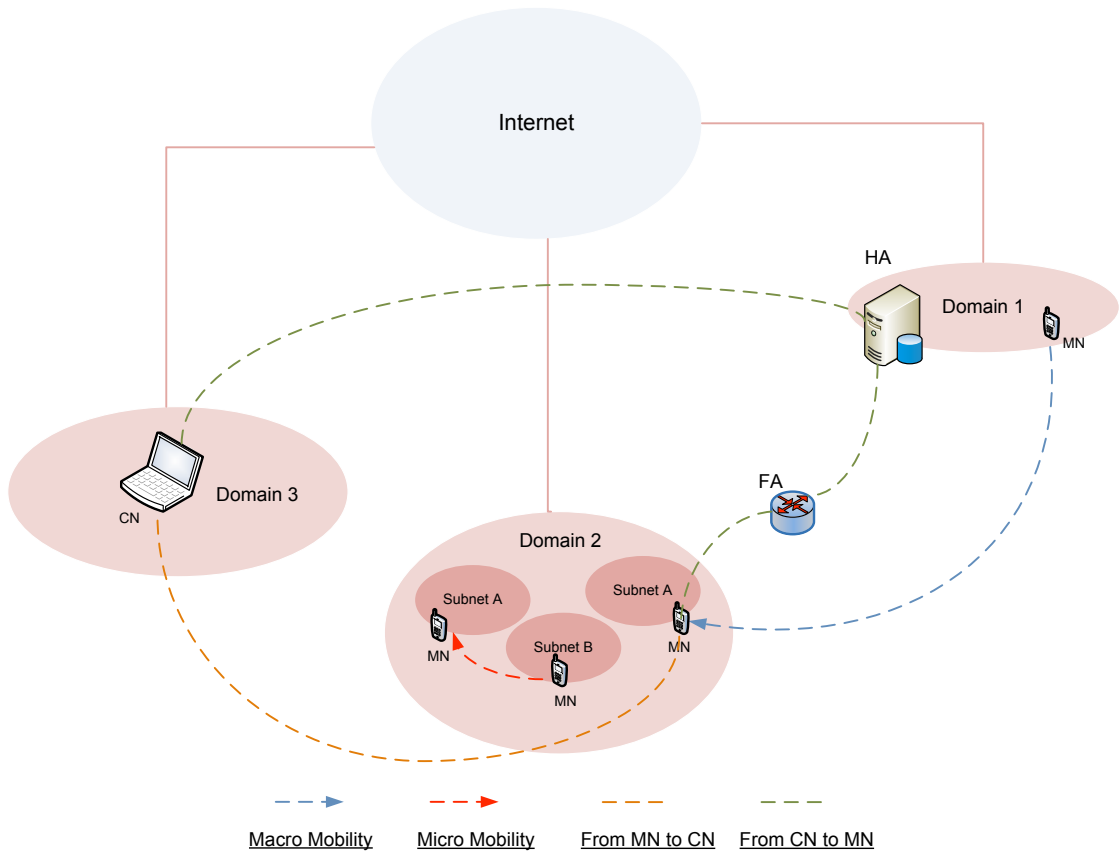 Internet
HA
Domain 1
MN
Domain 3
CN
FA
Domain 2
Subnet A
Subnet A
MN
MN
Subnet B
MN
Macro Mobility
Micro Mobility
From MN to CN
From CN to MN